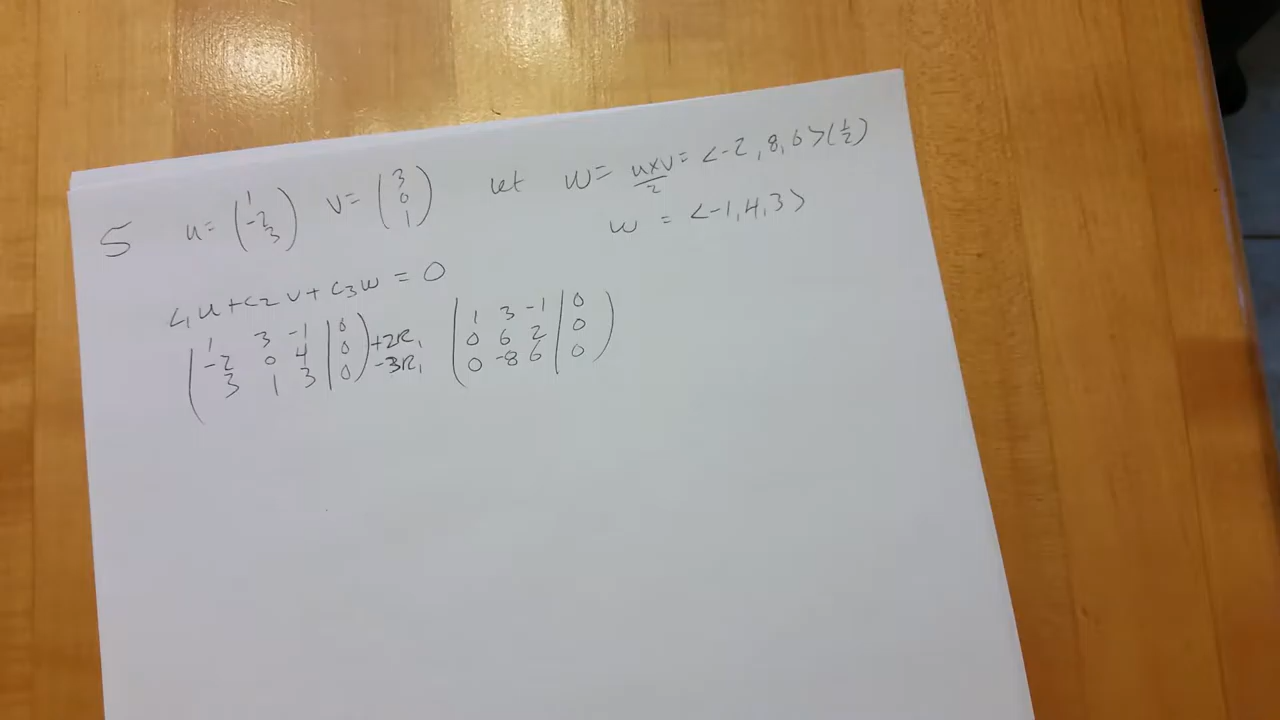 5 u = ( 1 -2 3 ) v = ( 3 0 1 ) let w = u×v/2 = <-2, 8, 6>(1/2)
w = <-1, 4, 3>
c₁u + c₂v + c₃w = 0
( 1 3 -1 | 0 ) ( 1 3 -1 | 0 )
( -2 0 4 | 0 ) +2R₁ ( 0 6 2 | 0 )
( 3 1 3 | 0 ) -3R₁ ( 0 -8 6 | 0 )